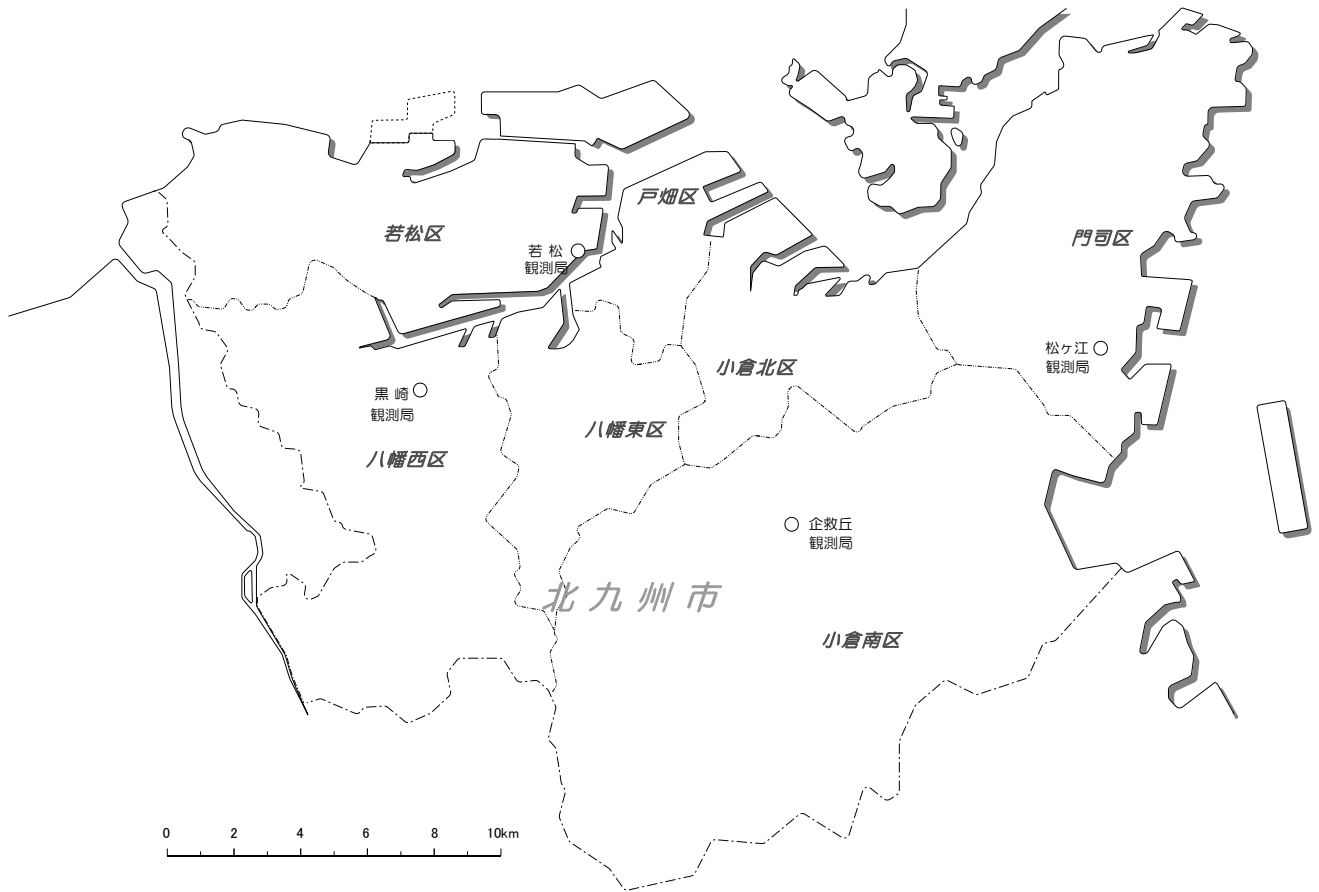 戸畑区
若松区
門司区
若 松
観測局
松ヶ江
観測局
小倉北区
黒 崎
観測局
八幡東区
八幡西区
企救丘
観測局
北九州市
小倉南区
0 2 4 6 8 10km